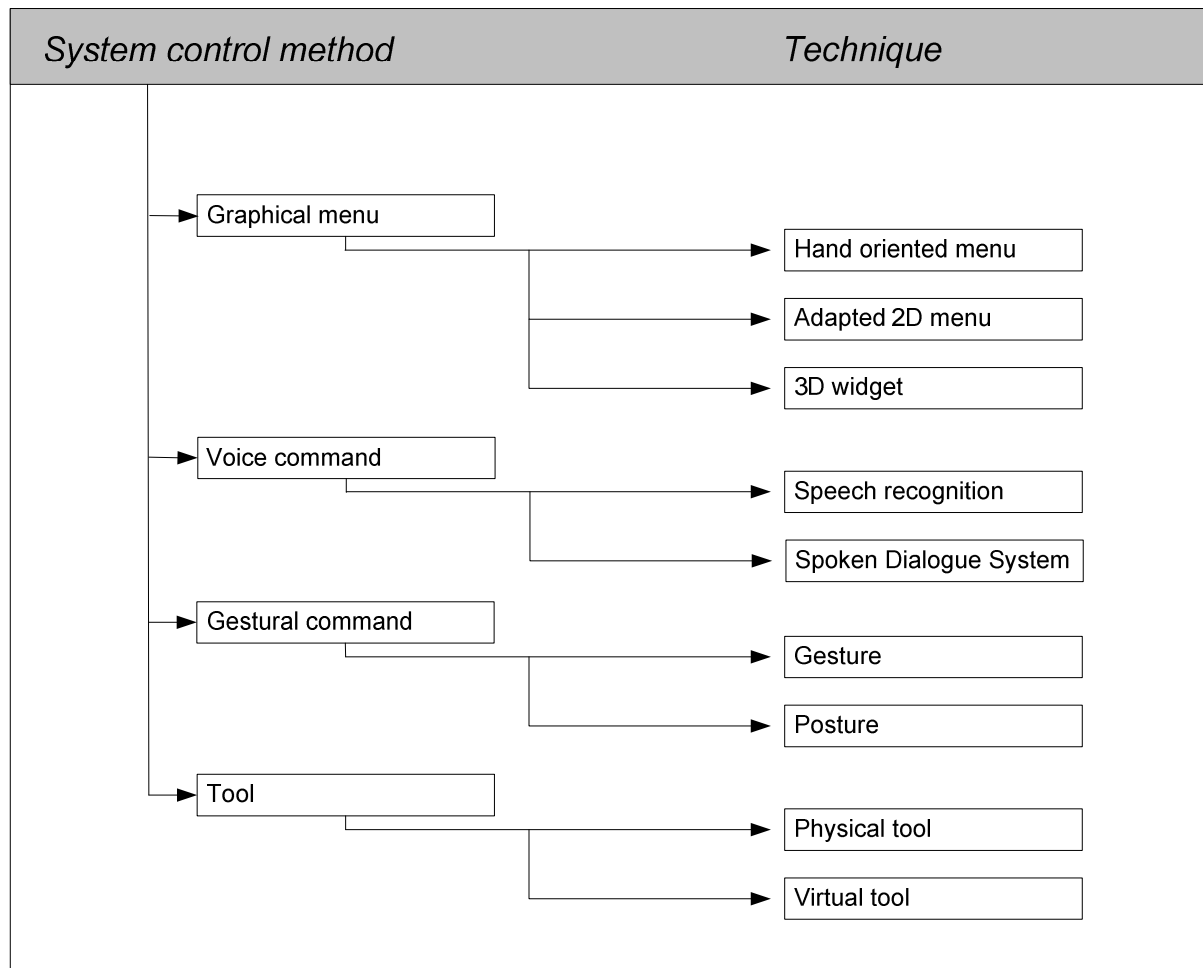 System control method
Technique
Graphical menu
Hand oriented menu
Adapted 2D menu
3D widget
Voice command
Speech recognition
Spoken Dialogue System
Gestural command
Gesture
Posture
Tool
Physical tool
Virtual tool